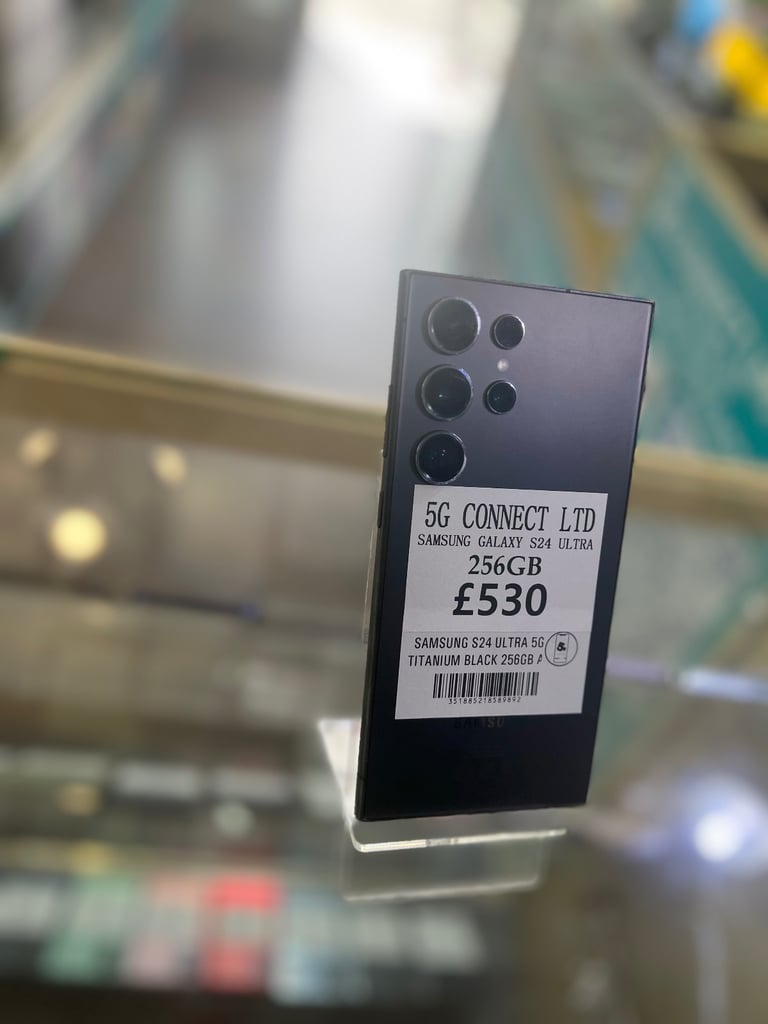 5G CONNECT LTD
SAMSUNG GALAXY S24 ULTRA
256GB
£530
SAMSUNG S24 ULTRA 5G
TITANIUM BLACK 256GB A
351885218589892